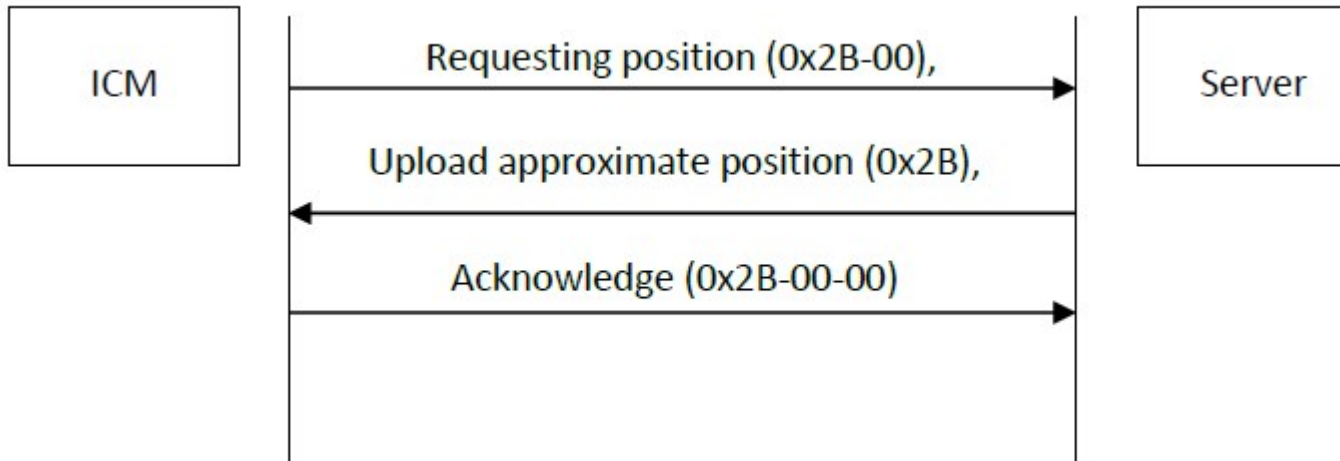 ICM
Requesting position (0x2B-00),
Server
Upload approximate position (0x2B),
Acknowledge (0x2B-00-00)